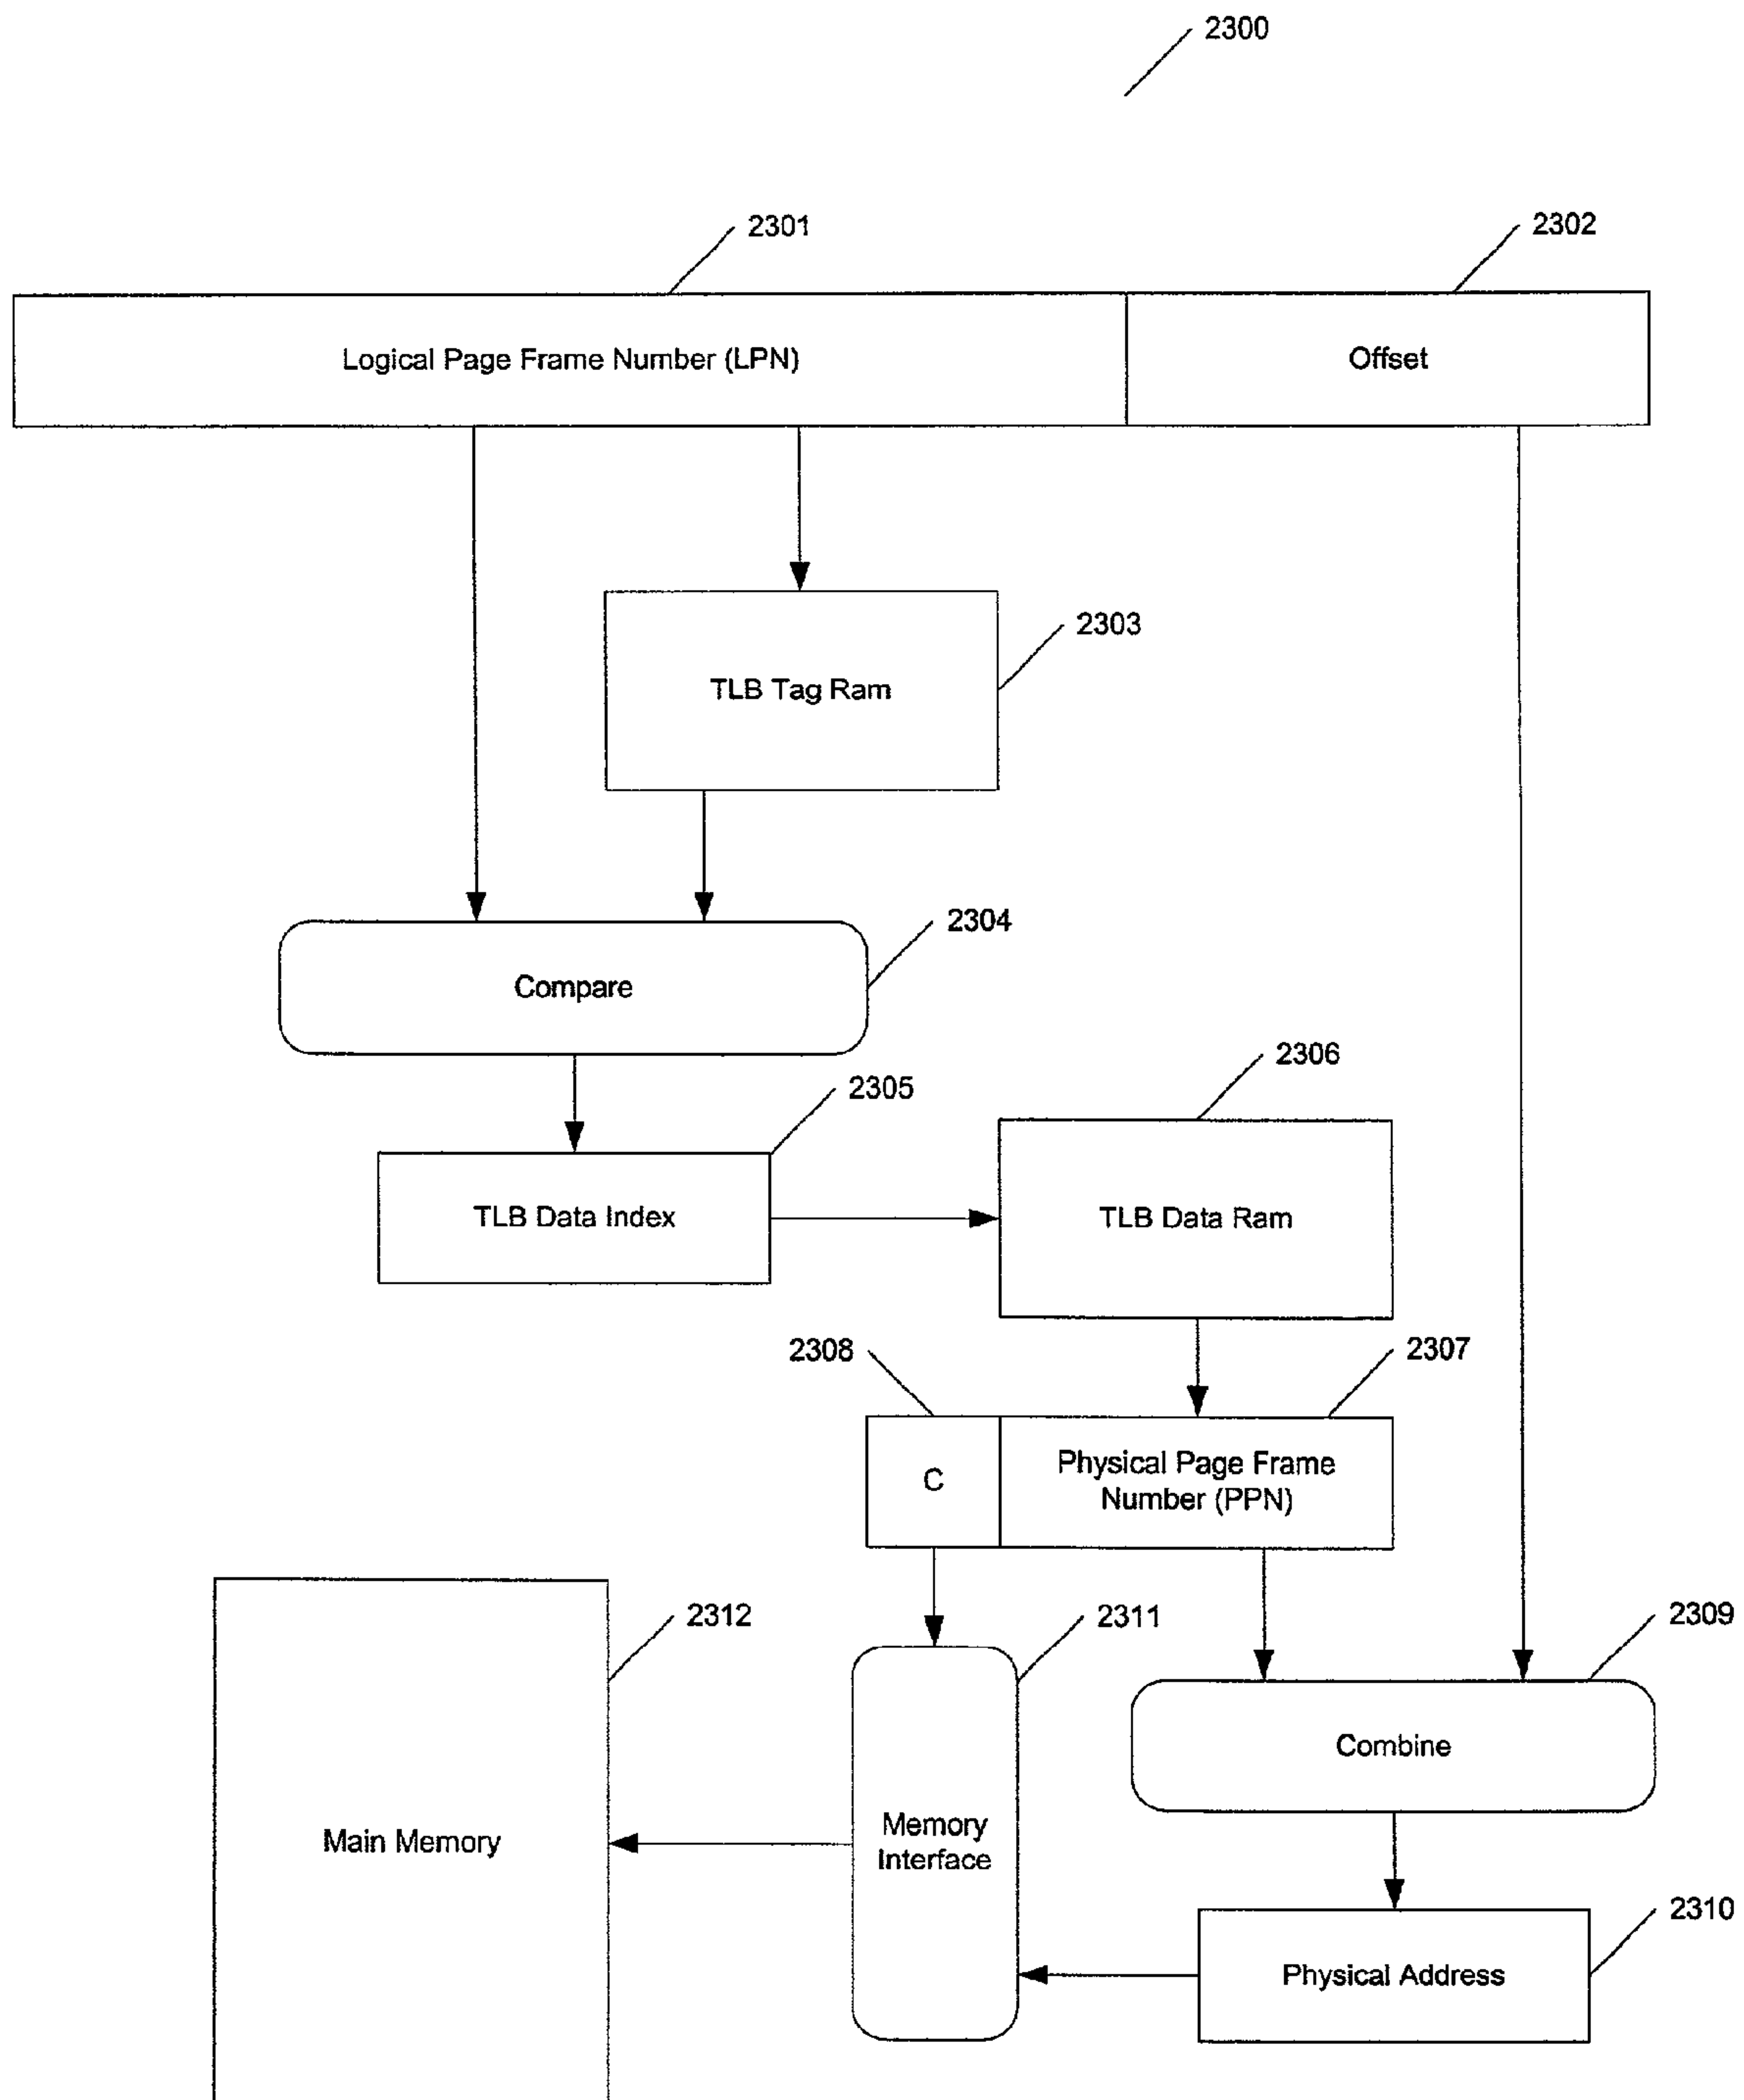 2300
2301
2302
Logical Page Frame Number (LPN)
Offset
2303
TLB Tag Ram
2304
Compare
2305
2306
TLB Data Index
TLB Data Ram
2308
2307
C
Physical Page Frame
Number (PPN)
2312
2311
2309
Combine
Main Memory
Memory
Interface
2310
Physical Address